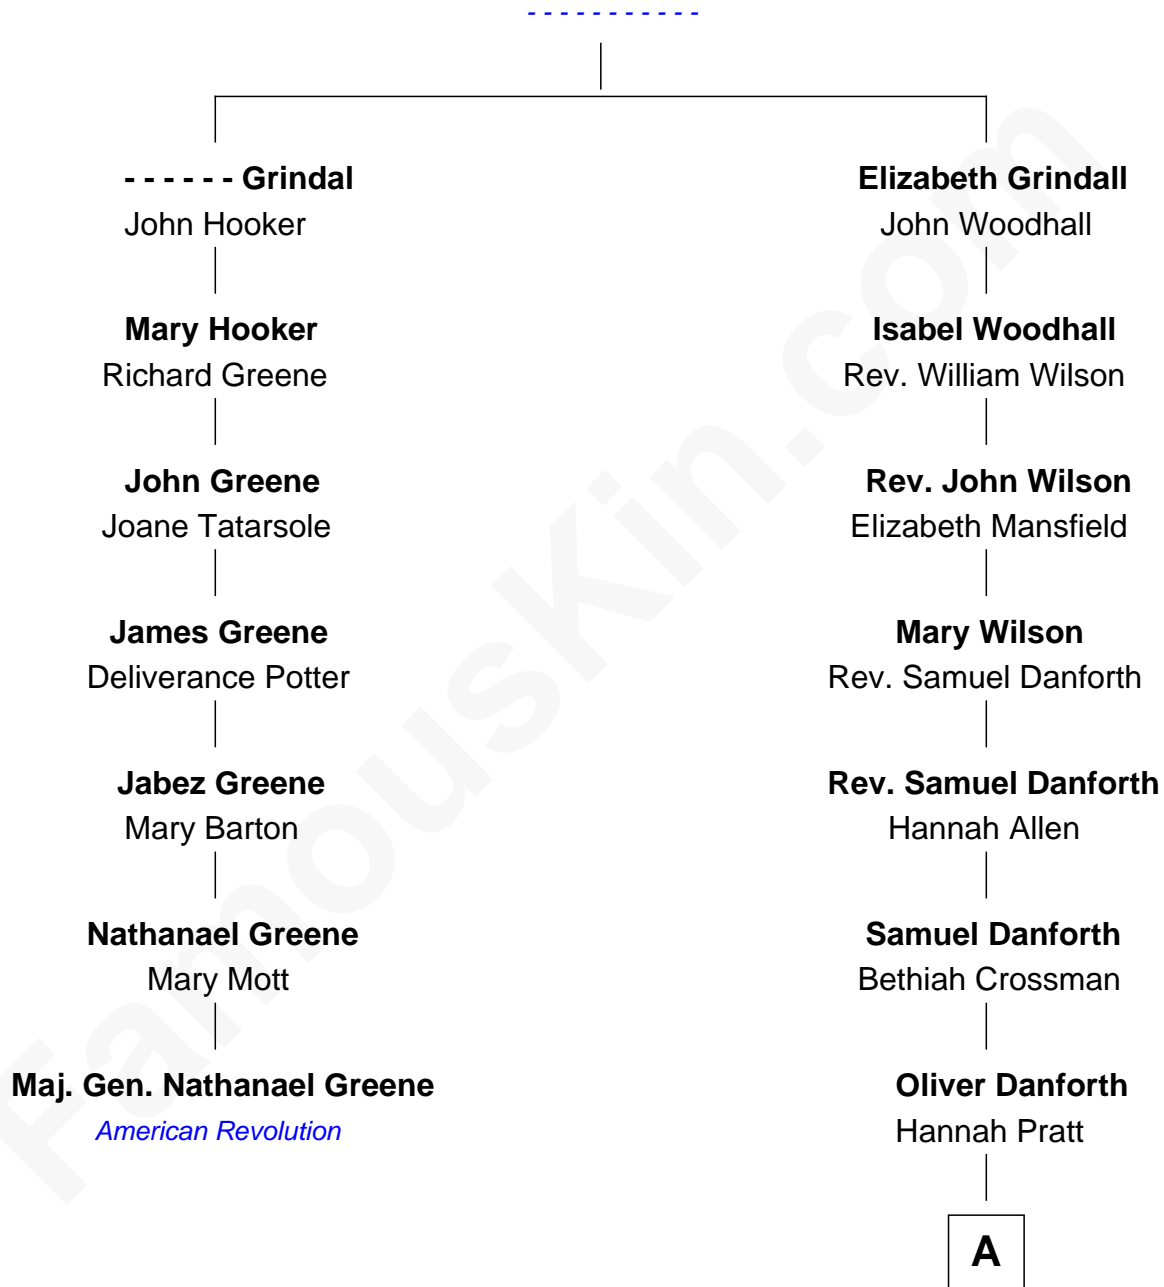 - - - - - - - - - - -
- - - - - - Grindal
John Hooker
Mary Hooker
Richard Greene
John Greene
Joane Tatarsole
James Greene
Deliverance Potter
Jabez Greene
Mary Barton
Nathanael Greene
Mary Mott
Maj. Gen. Nathanael Greene
American Revolution
Elizabeth Grindall
John Woodhall
Isabel Woodhall
Rev. William Wilson
Rev. John Wilson
Elizabeth Mansfield
Mary Wilson
Rev. Samuel Danforth
Rev. Samuel Danforth
Hannah Allen
Samuel Danforth
Bethiah Crossman
Oliver Danforth
Hannah Pratt
A
FamousKin.com